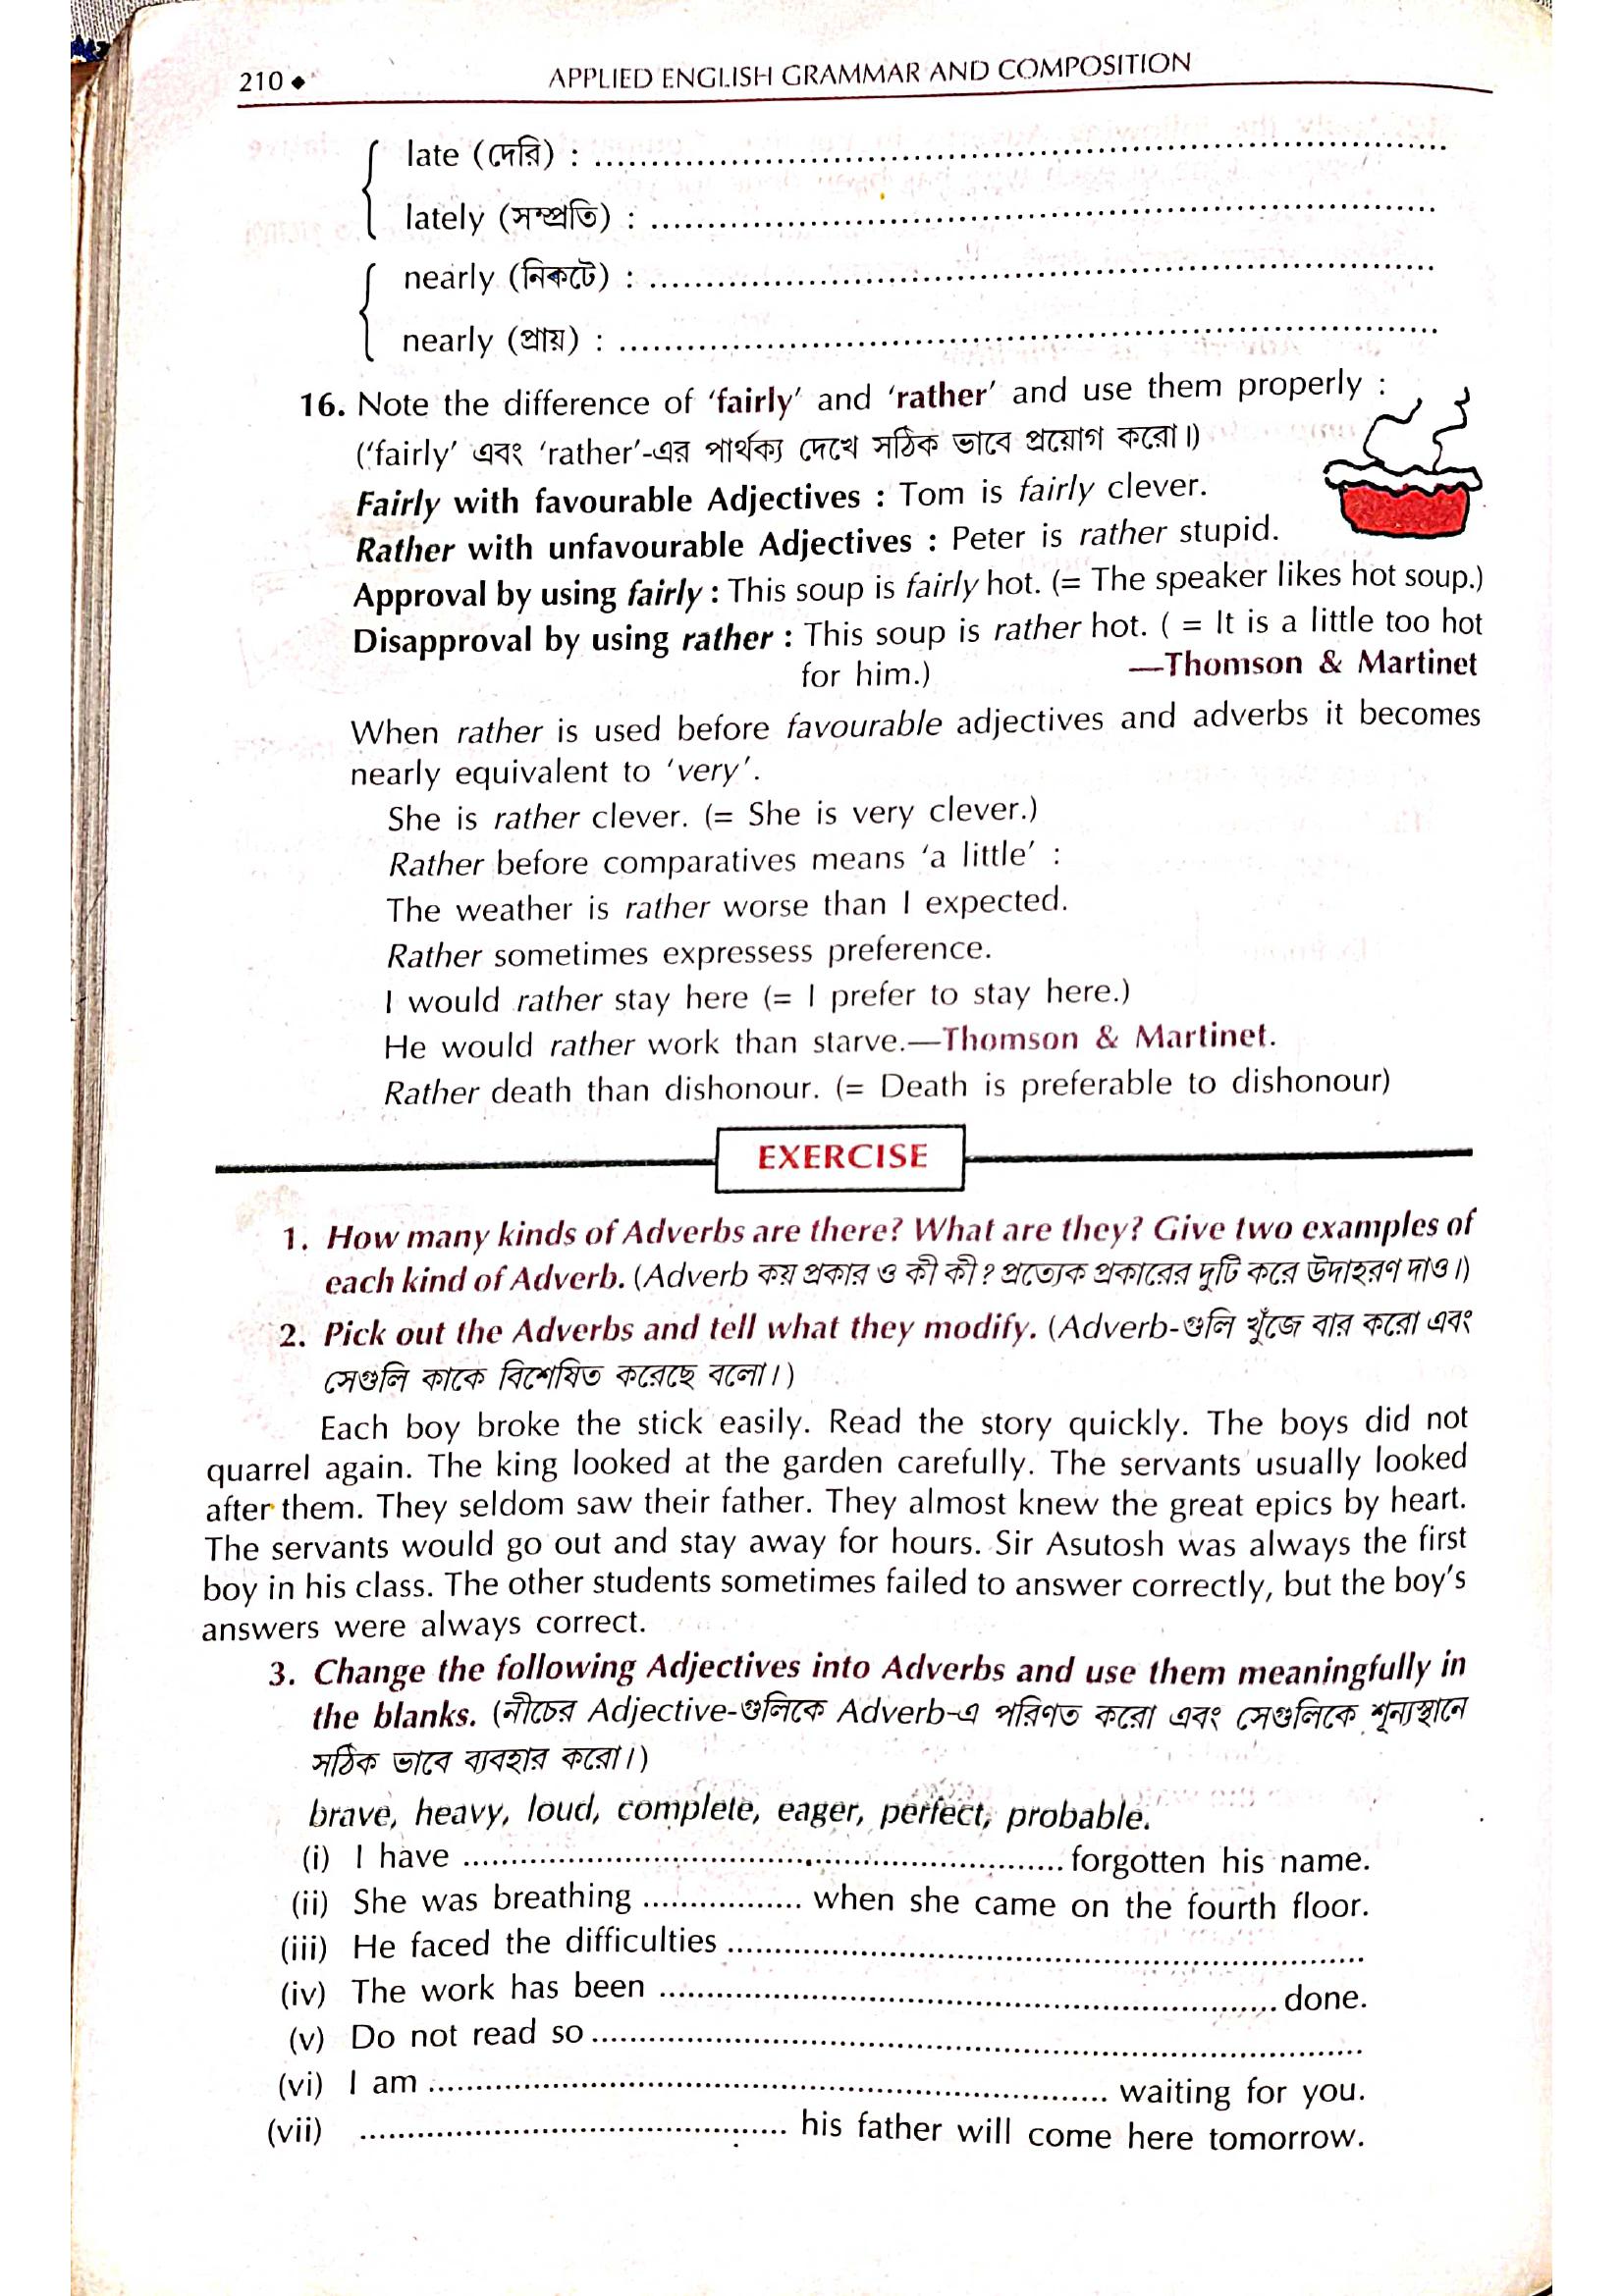 210 ◆ APPLIED ENGLISH GRAMMAR AND COMPOSITION
late (দেরি) : ........................................
lately (সম্প্রতি) : ........................................
nearly (নিকটে) : ........................................
nearly (প্রায়) : ........................................
16. Note the difference of ‘fairly’ and ‘rather’ and use them properly :
(‘fairly’ এবং ‘rather’-এর পার্থক্য দেখে সঠিক ভাবে প্রয়োগ করো।)
Fairly with favourable Adjectives : Tom is fairly clever.
Rather with unfavourable Adjectives : Peter is rather stupid.
Approval by using fairly : This soup is fairly hot. (= The speaker likes hot soup.)
Disapproval by using rather : This soup is rather hot. ( = It is a little too hot
for him.) —Thomson & Martinet
When rather is used before favourable adjectives and adverbs it becomes
nearly equivalent to ‘very’.
She is rather clever. (= She is very clever.)
Rather before comparatives means ‘a little’ :
The weather is rather worse than I expected.
Rather sometimes expressess preference.
I would rather stay here (= I prefer to stay here.)
He would rather work than starve.—Thomson & Martinet.
Rather death than dishonour. (= Death is preferable to dishonour)
EXERCISE
1. How many kinds of Adverbs are there? What are they? Give two examples of
each kind of Adverb. (Adverb কয় প্রকার ও কী কী? প্রত্যেক প্রকারের দুটি করে উদাহরণ দাও।)
2. Pick out the Adverbs and tell what they modify. (Adverb-গুলি খুঁজে বার করো এবং
সেগুলি কাকে বিশেষিত করেছে বলো।)
Each boy broke the stick easily. Read the story quickly. The boys did not
quarrel again. The king looked at the garden carefully. The servants usually looked
after them. They seldom saw their father. They almost knew the great epics by heart.
The servants would go out and stay away for hours. Sir Asutosh was always the first
boy in his class. The other students sometimes failed to answer correctly, but the boy’s
answers were always correct.
3. Change the following Adjectives into Adverbs and use them meaningfully in
the blanks. (নীচের Adjective-গুলিকে Adverb-এ পরিণত করো এবং সেগুলিকে শূন্যস্থানে
সঠিক ভাবে ব্যবহার করো।)
brave, heavy, loud, complete, eager, perfect, probable.
(i) I have ........................................ forgotten his name.
(ii) She was breathing ................. when she came on the fourth floor.
(iii) He faced the difficulties ........................................
(iv) The work has been ........................................ done.
(v) Do not read so ........................................
(vi) I am ........................................ waiting for you.
(vii) ........................................ his father will come here tomorrow.